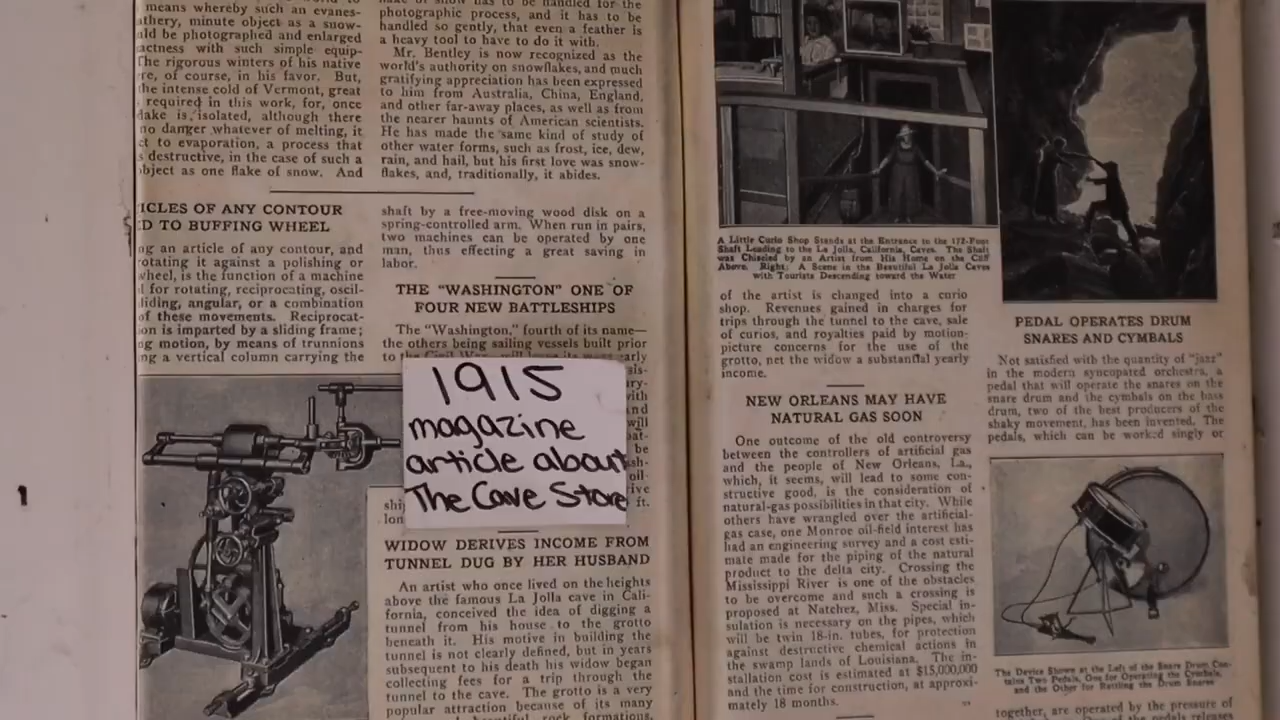 means whereby such an evanes-
athery, minute object as a snow-
ld be photographed and enlarged
actness with such simple equip-
The rigorous winters of his native
re, of course, in his favor. But,
the intense cold of Vermont, great
required in this work, for, once
lake is isolated, although there
no danger whatever of melting, it
ct to evaporation, a process that
s destructive, in the case of such a
object as one flake of snow. And
photographic process, and it has to be
handled so gently, that even a feather is
a heavy tool to have to do it with.
Mr. Bentley is now recognized as the
world's authority on snowflakes, and much
gratifying appreciation has been expressed
to him from Australia, China, England,
and other far-away places, as well as from
the nearer haunts of American scientists.
He has made the same kind of study of
other water forms, such as frost, ice, dew,
rain, and hail, but his first love was snow-
flakes, and, traditionally, it abides.
ICLES OF ANY CONTOUR
D TO BUFFING WHEEL
ng an article of any contour, and
rotating it against a polishing or
wheel, is the function of a machine
l for rotating, reciprocating, oscil-
liding, angular, or a combination
of these movements. Reciprocat-
ion is imparted by a sliding frame;
ng motion, by means of trunnions
ng a vertical column carrying the
shaft by a free-moving wood disk on a
spring-controlled arm. When run in pairs,
two machines can be operated by one
man, thus effecting a great saving in
labor.
THE "WASHINGTON" ONE OF
FOUR NEW BATTLESHIPS
The "Washington," fourth of its name—
the others being sailing vessels built prior
to the Civil War, will leave its
1915
magazine
article about
The Cave Store
ft.
WIDOW DERIVES INCOME FROM
TUNNEL DUG BY HER HUSBAND
An artist who once lived on the heights
above the famous La Jolla cave in Cali-
fornia, conceived the idea of digging a
tunnel from his house to the grotto
beneath it. His motive in building the
tunnel is not clearly defined, but in years
subsequent to his death his widow began
collecting fees for a trip through the
tunnel to the cave. The grotto is a very
popular attraction because of its many
beautiful rock formations,
A Little Curio Shop Stands at the Entrance to the 172-Foot
Shaft Leading to the La Jolla, California, Caves. The Shaft
was Chiseled by an Artist from His Home on the Cliff
Above. Right: A Scene in the Beautiful La Jolla Caves
with Tourists Descending toward the Water
of the artist is changed into a curio
shop. Revenues gained in charges for
trips through the tunnel to the cave, sale
of curios, and royalties paid by motion-
picture concerns for the use of the
grotto, net the widow a substantial yearly
income.
NEW ORLEANS MAY HAVE
NATURAL GAS SOON
One outcome of the old controversy
between the controllers of artificial gas
and the people of New Orleans, La.,
which, it seems, will lead to some con-
structive good, is the consideration of
natural-gas possibilities in that city. While
others have wrangled over the artificial-
gas case, one Monroe oil-field interest has
had an engineering survey and a cost esti-
mate made for the piping of the natural
product to the delta city. Crossing the
Mississippi River is one of the obstacles
to be overcome and such a crossing is
proposed at Natchez, Miss. Special in-
sulation is necessary on the pipes, which
will be twin 18-in. tubes, for protection
against destructive chemical actions in
the swamp lands of Louisiana. The in-
stallation cost is estimated at $15,000,000
and the time for construction, at approxi-
mately 18 months.
PEDAL OPERATES DRUM
SNARES AND CYMBALS
Not satisfied with the quantity of "jazz"
in the modern syncopated orchestra, a
pedal that will operate the snares on the
snare drum and the cymbals on the bass
drum, two of the best producers of the
shaky movement, has been invented. The
pedals, which can be worked singly or
The Device Shown at the Left of the Snare Drum Con-
tains Two Pedals, One for Operating the Cymbals,
and the Other for Rattling the Drum Snares
together, are operated by the pressure of